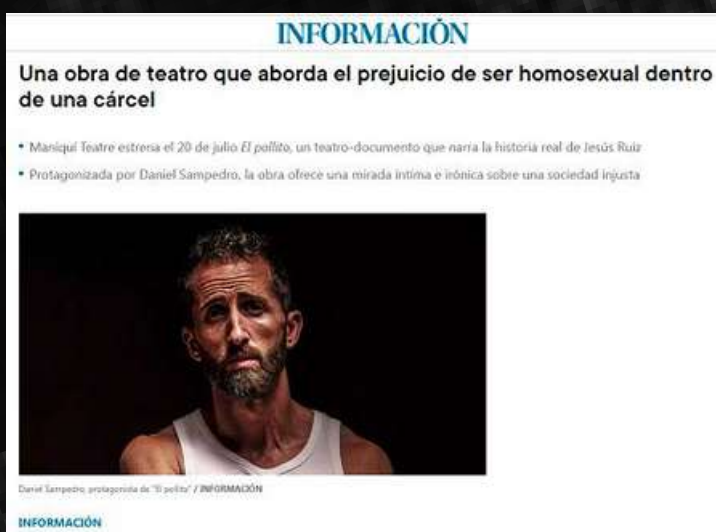 INFORMACIÓN
Una obra de teatro que aborda el prejuicio de ser homosexual dentro
de una cárcel
• Maniquí Teatre estrena el 20 de julio El pollito, un teatro-documento que narra la historia real de Jesús Ruiz
• Protagonizada por Daniel Sampedro, la obra ofrece una mirada íntima e irónica sobre una sociedad injusta
Daniel Sampedro, protagonista de "El pollito" / INFORMACIÓN
INFORMACIÓN